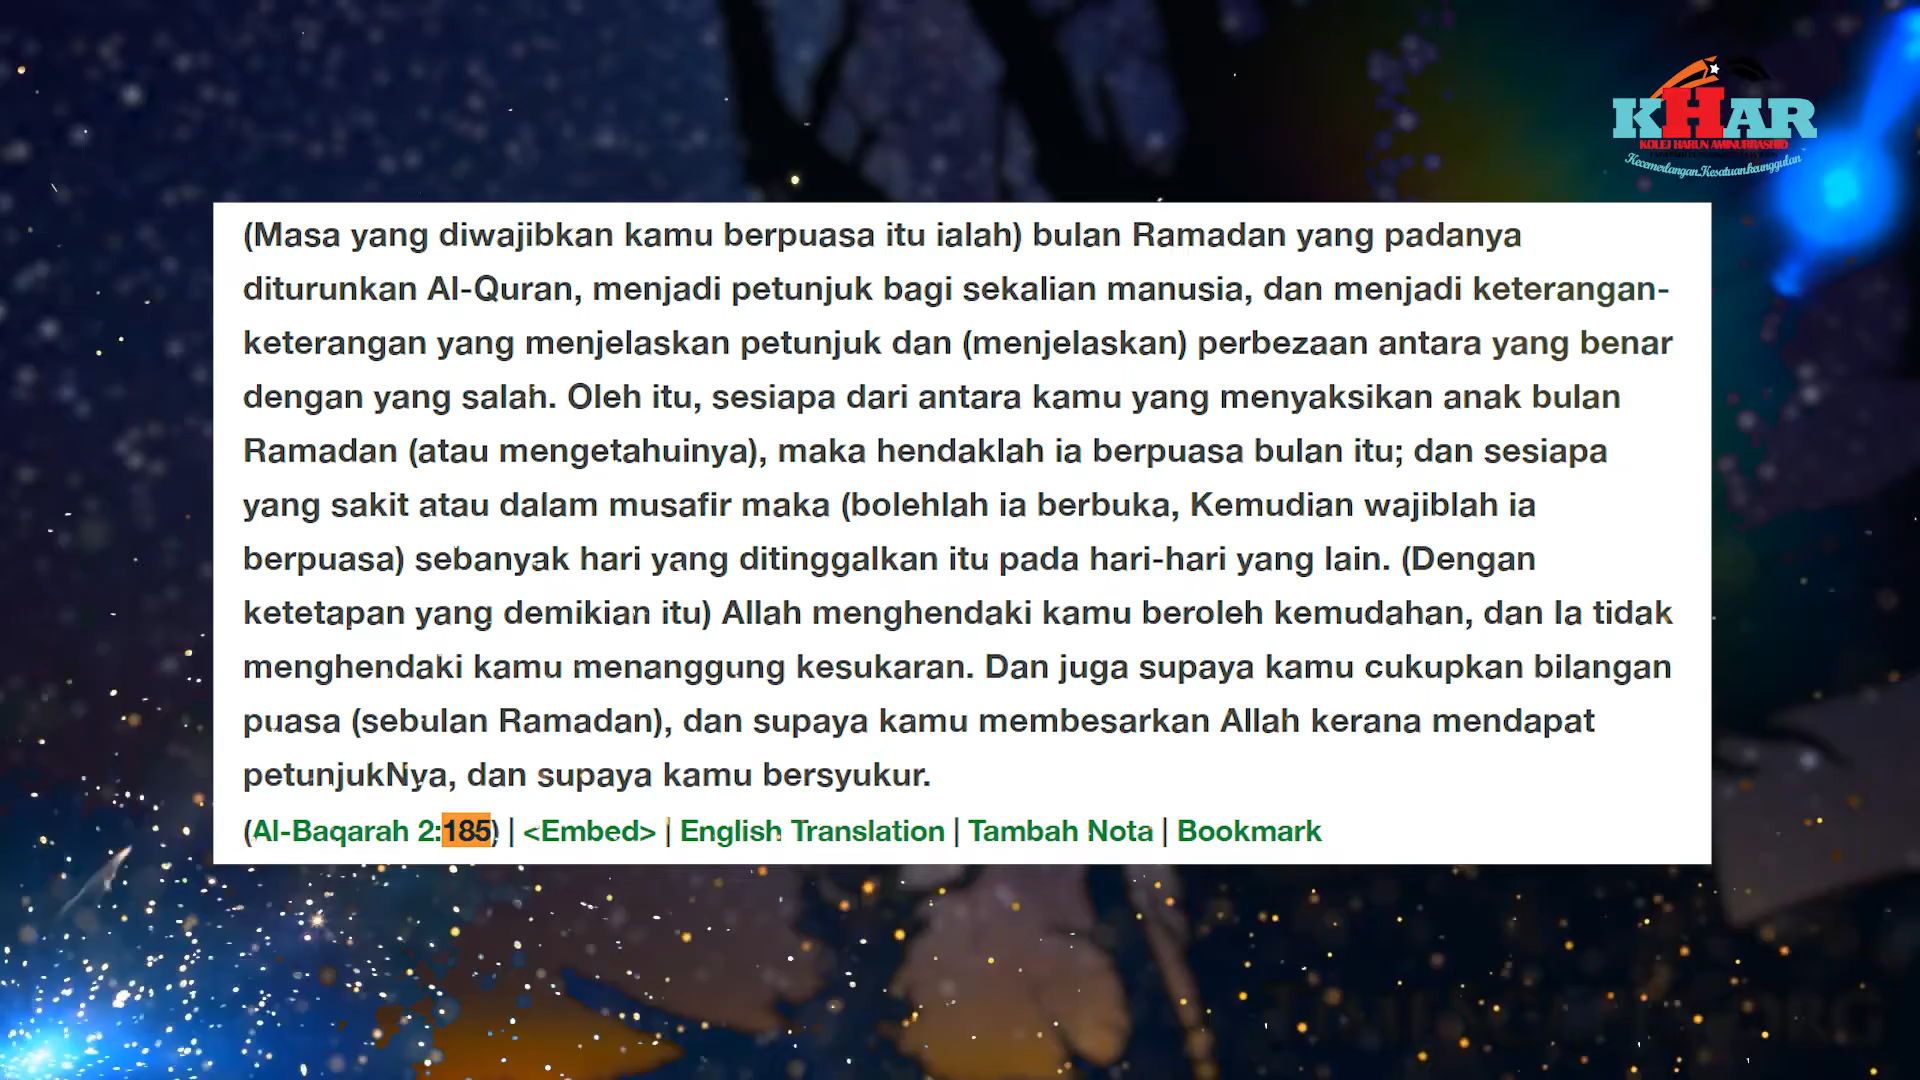 KHAR
KOLEJ HARUN AMINURRASHID
Kecemerlangan.Kesatuan.keunggulan
(Masa yang diwajibkan kamu berpuasa itu ialah) bulan Ramadan yang padanya
diturunkan Al-Quran, menjadi petunjuk bagi sekalian manusia, dan menjadi keterangan-
keterangan yang menjelaskan petunjuk dan (menjelaskan) perbezaan antara yang benar
dengan yang salah. Oleh itu, sesiapa dari antara kamu yang menyaksikan anak bulan
Ramadan (atau mengetahuinya), maka hendaklah ia berpuasa bulan itu; dan sesiapa
yang sakit atau dalam musafir maka (bolehlah ia berbuka, Kemudian wajiblah ia
berpuasa) sebanyak hari yang ditinggalkan itu pada hari-hari yang lain. (Dengan
ketetapan yang demikian itu) Allah menghendaki kamu beroleh kemudahan, dan Ia tidak
menghendaki kamu menanggung kesukaran. Dan juga supaya kamu cukupkan bilangan
puasa (sebulan Ramadan), dan supaya kamu membesarkan Allah kerana mendapat
petunjukNya, dan supaya kamu bersyukur.
(Al-Baqarah 2:185) | <Embed> | English Translation | Tambah Nota | Bookmark